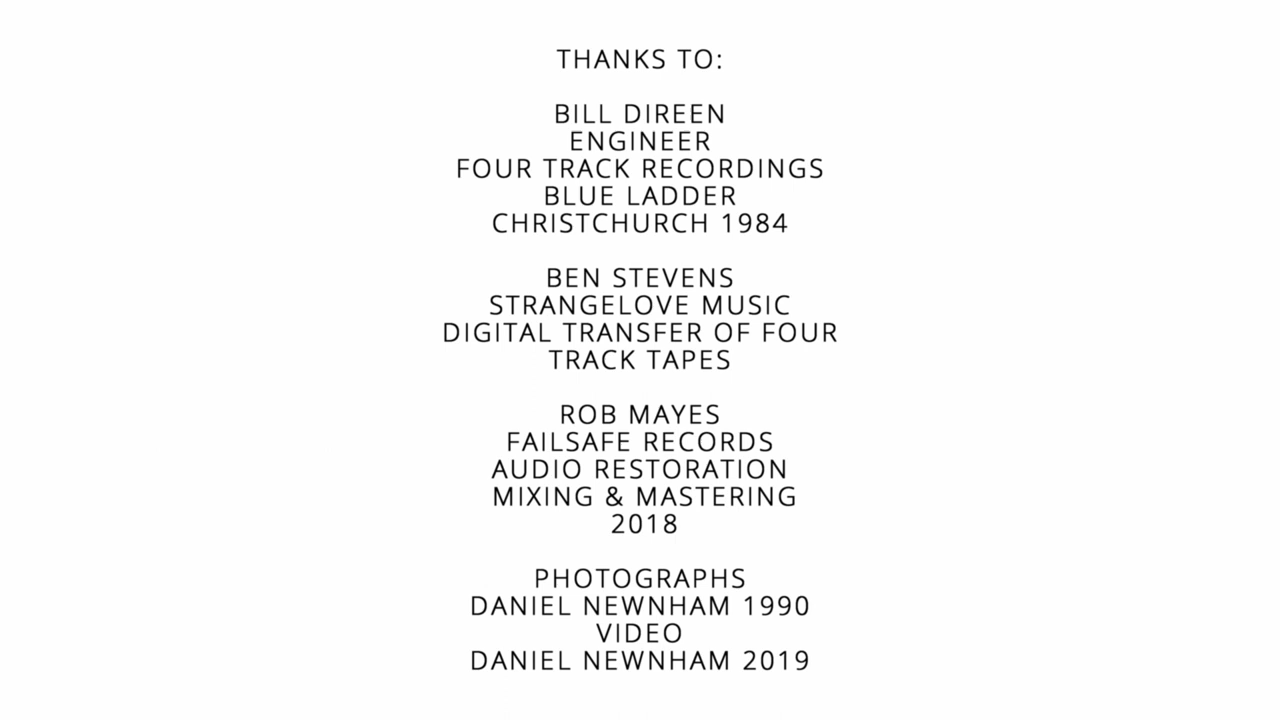 THANKS TO:
BILL DIREEN
ENGINEER
FOUR TRACK RECORDINGS
BLUE LADDER
CHRISTCHURCH 1984
BEN STEVENS
STRANGELOVE MUSIC
DIGITAL TRANSFER OF FOUR
TRACK TAPES
ROB MAYES
FAILSAFE RECORDS
AUDIO RESTORATION
MIXING & MASTERING
2018
PHOTOGRAPHS
DANIEL NEWNHAM 1990
VIDEO
DANIEL NEWNHAM 2019